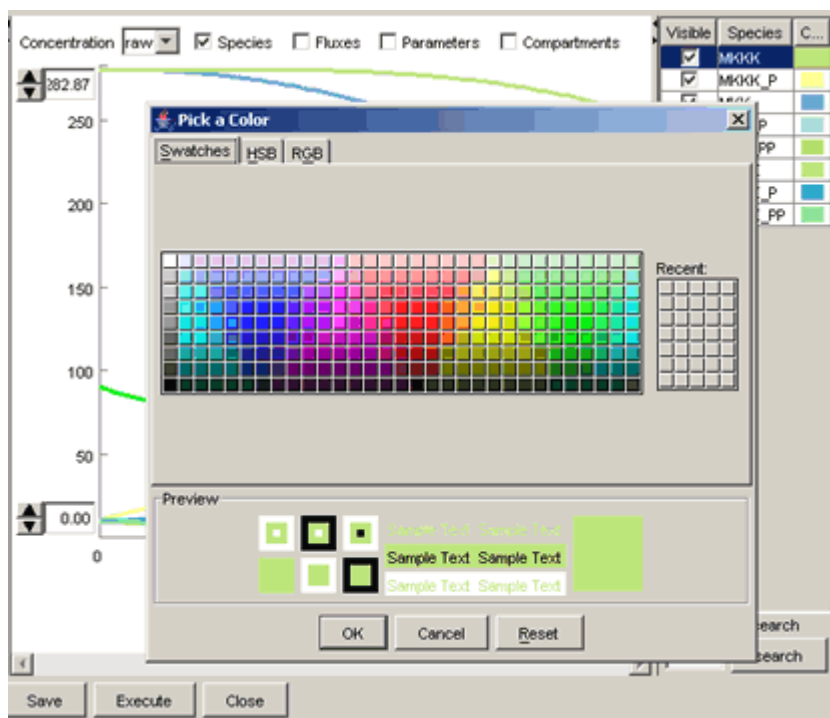 Concentration raw Species Fluxes Parameters Compartments
Visible Species C...
MKKK
282.87
MKKK_P
Pick a Color
250
P
Swatches HSB RGB
PP
_P
200
_PP
Recent:
150
100
50
Preview
0.00
Sample Text Sample Text
Sample Text Sample Text
Sample Text Sample Text
0
OK Cancel Reset
earch
search
Save Execute Close